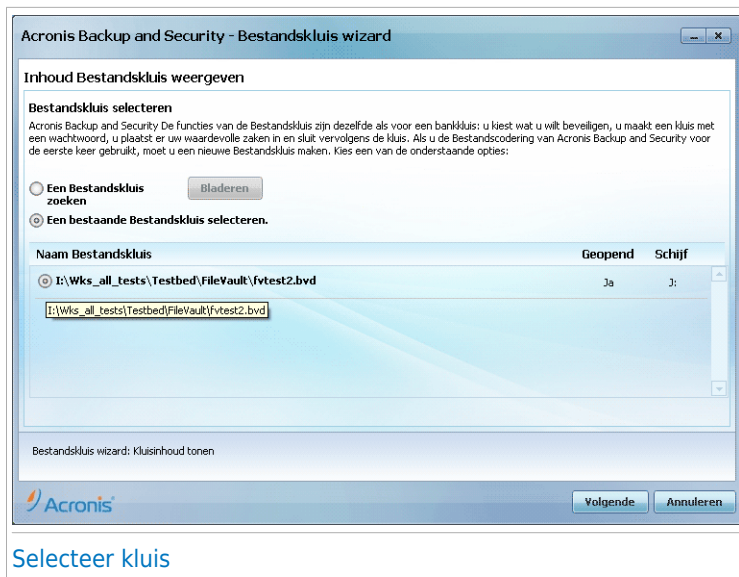 Acronis Backup and Security - Bestandskluis wizard
Inhoud Bestandskluis weergeven
Bestandskluis selecteren
Acronis Backup and Security De functies van de Bestandskluis zijn dezelfde als voor een bankkluis: u kiest wat u wilt beveiligen, u maakt een kluis met
een wachtwoord, u plaatst er uw waardevolle zaken in en sluit vervolgens de kluis. Als u de Bestandscodering van Acronis Backup and Security voor
de eerste keer gebruikt, moet u een nieuwe Bestandskluis maken. Kies een van de onderstaande opties:
Een Bestandskluis
zoeken
Bladeren
Een bestaande Bestandskluis selecteren.
Naam Bestandskluis Geopend Schijf
I:\Wks_all_tests\Testbed\FileVault\fvtest2.bvd Ja J:
I:\Wks_all_tests\Testbed\FileVault\fvtest2.bvd
Bestandskluis wizard: Kluisinhoud tonen
Acronis Volgende Annuleren
Selecteer kluis